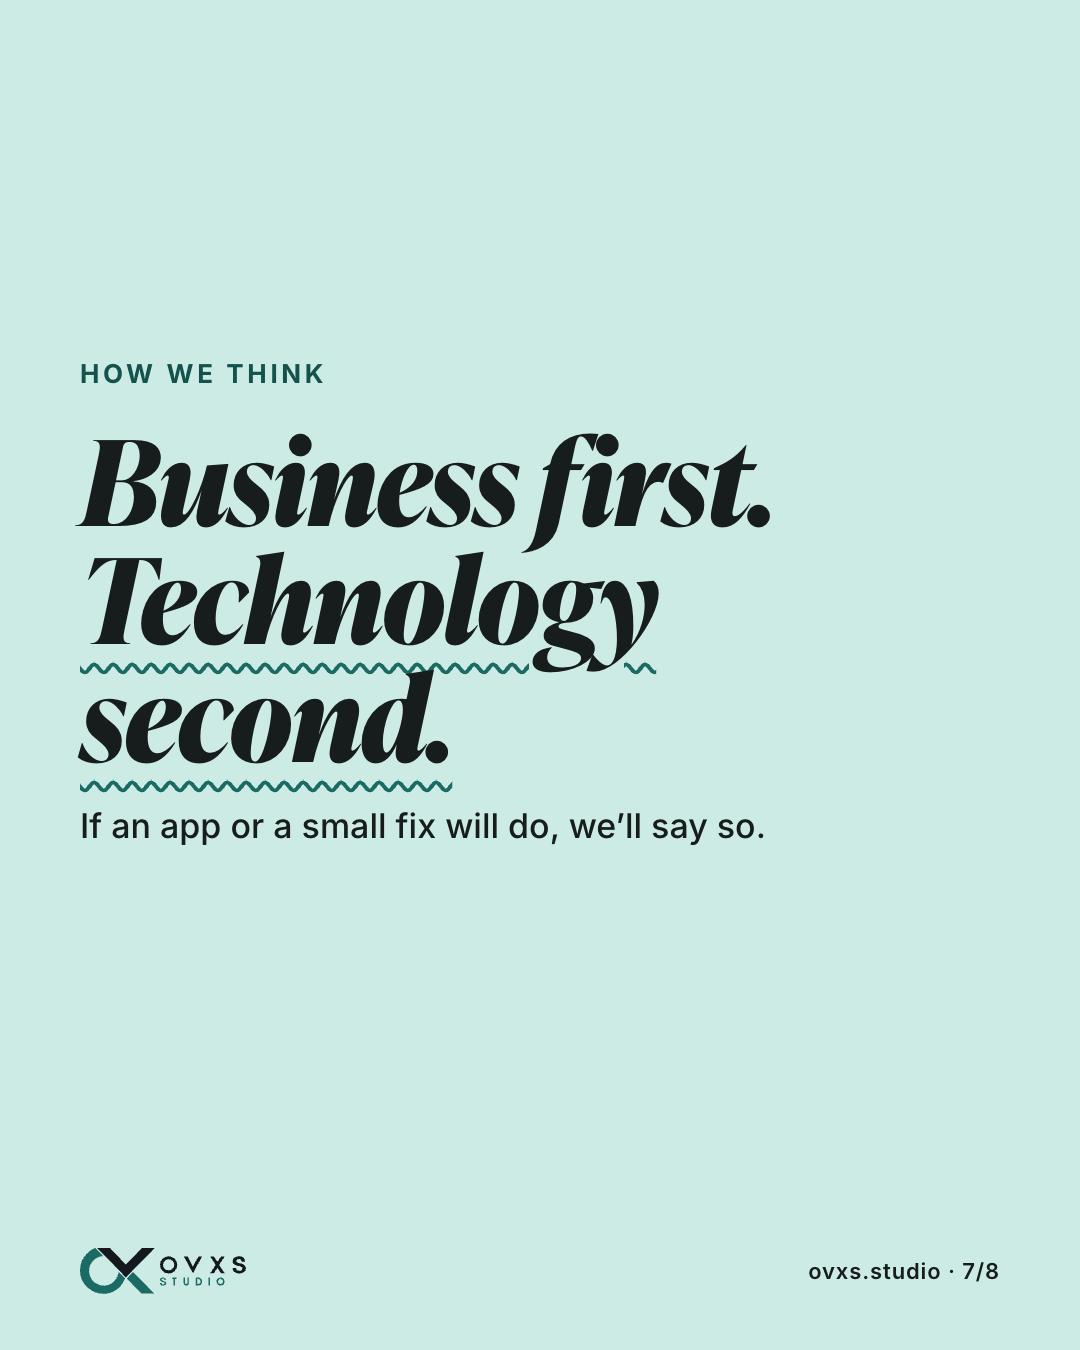 HOW WE THINK
Business first.
Technology
second.
If an app or a small fix will do, we’ll say so.
OVXS
STUDIO
ovxs.studio · 7/8